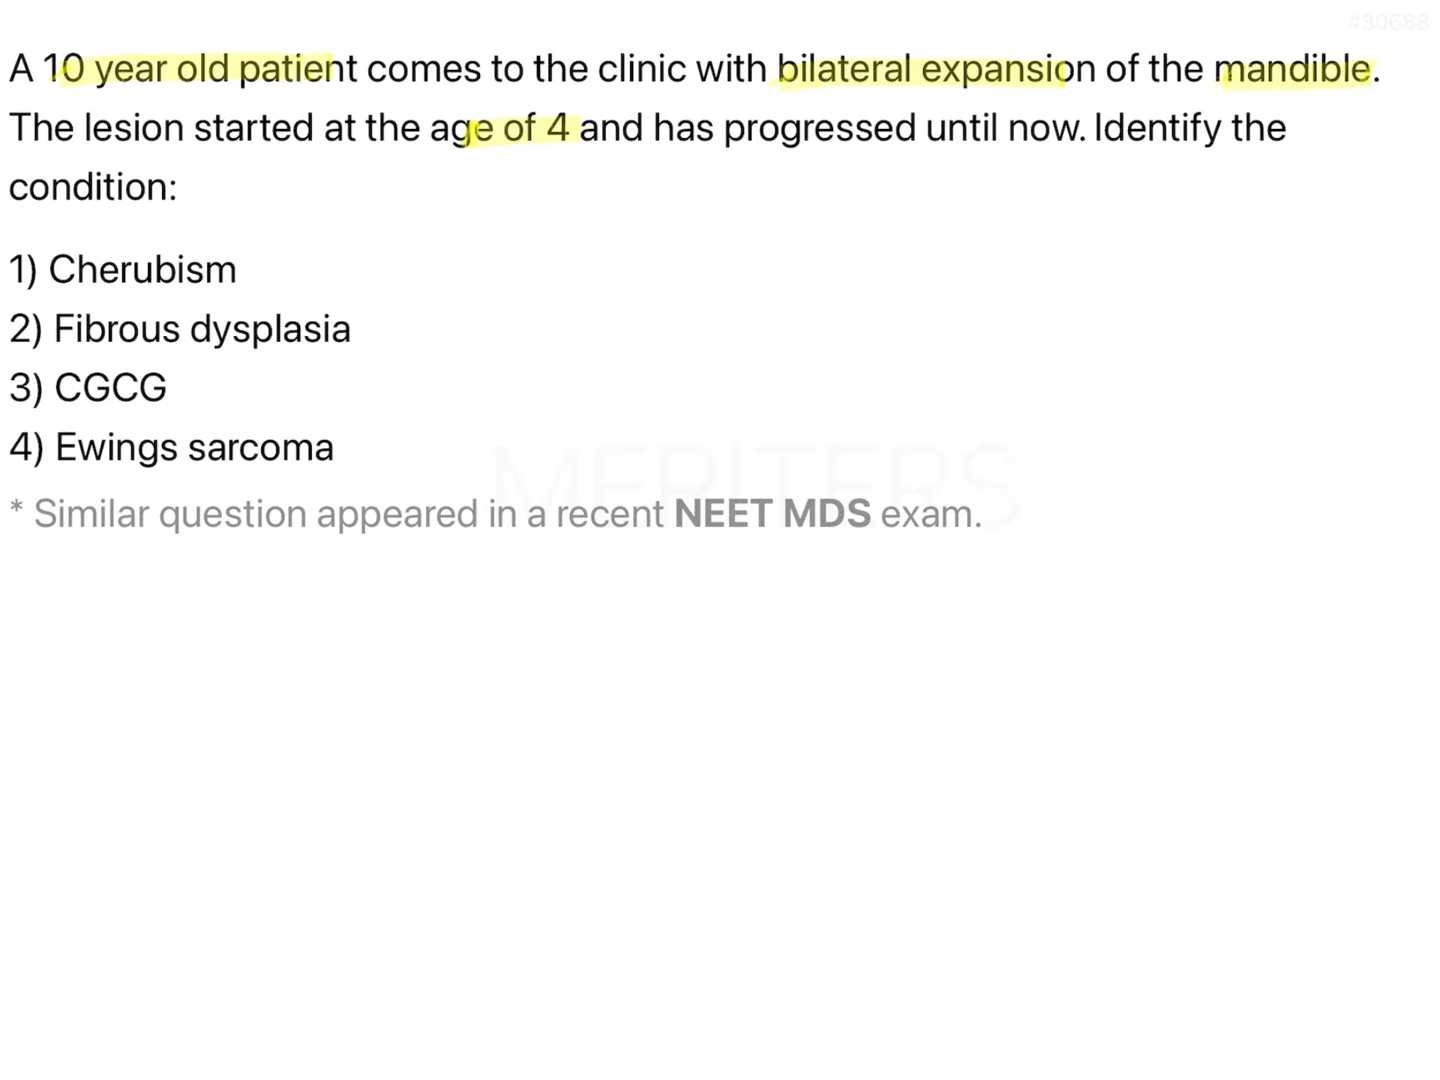 #30688
A 10 year old patient comes to the clinic with bilateral expansion of the mandible.
The lesion started at the age of 4 and has progressed until now. Identify the
condition:
1) Cherubism
2) Fibrous dysplasia
3) CGCG
4) Ewings sarcoma
MERITERS
* Similar question appeared in a recent NEET MDS exam.